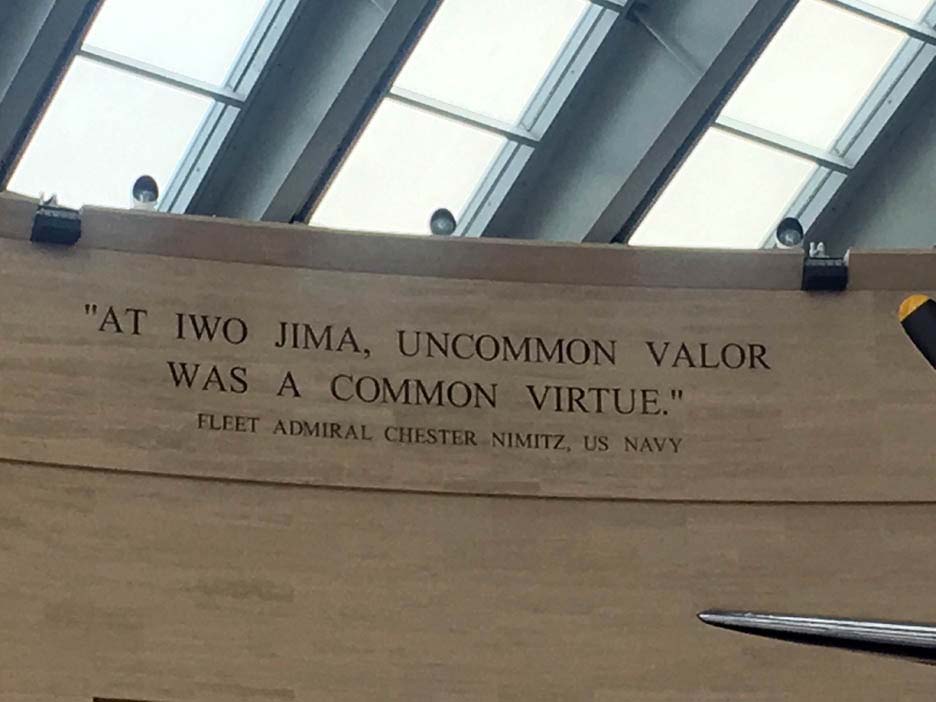 "AT IWO JIMA, UNCOMMON VALOR
WAS A COMMON VIRTUE."
FLEET ADMIRAL CHESTER NIMITZ, US NAVY